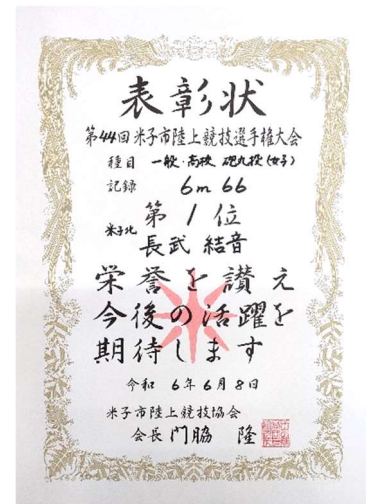 表彰状
第44回米子市陸上競技選手権大会
種目 一般・高校 砲丸投(女子)
記録 6m66
第1位
米子北
長武 結音
栄誉を讃え
今後の活躍を
期待します
令和 6年6月8日
米子市陸上競技協会
会長 門脇 隆